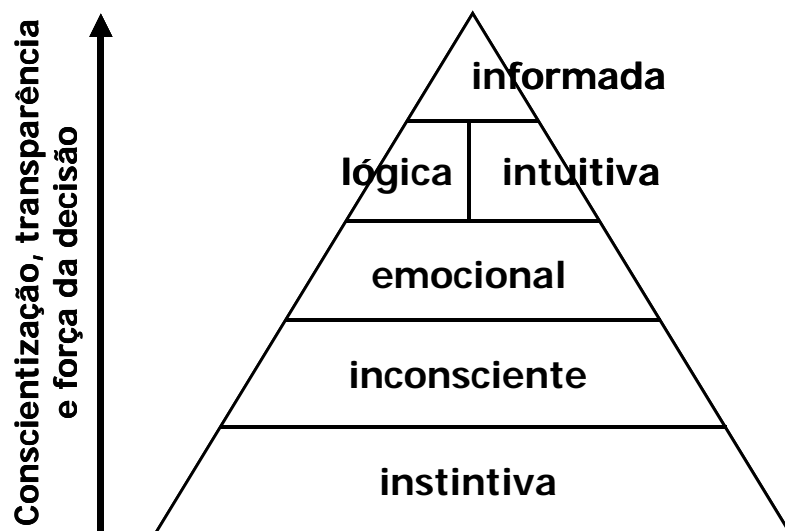 Conscientização, transparência
e força da decisão
informada
lógica
intuitiva
emocional
inconsciente
instintiva